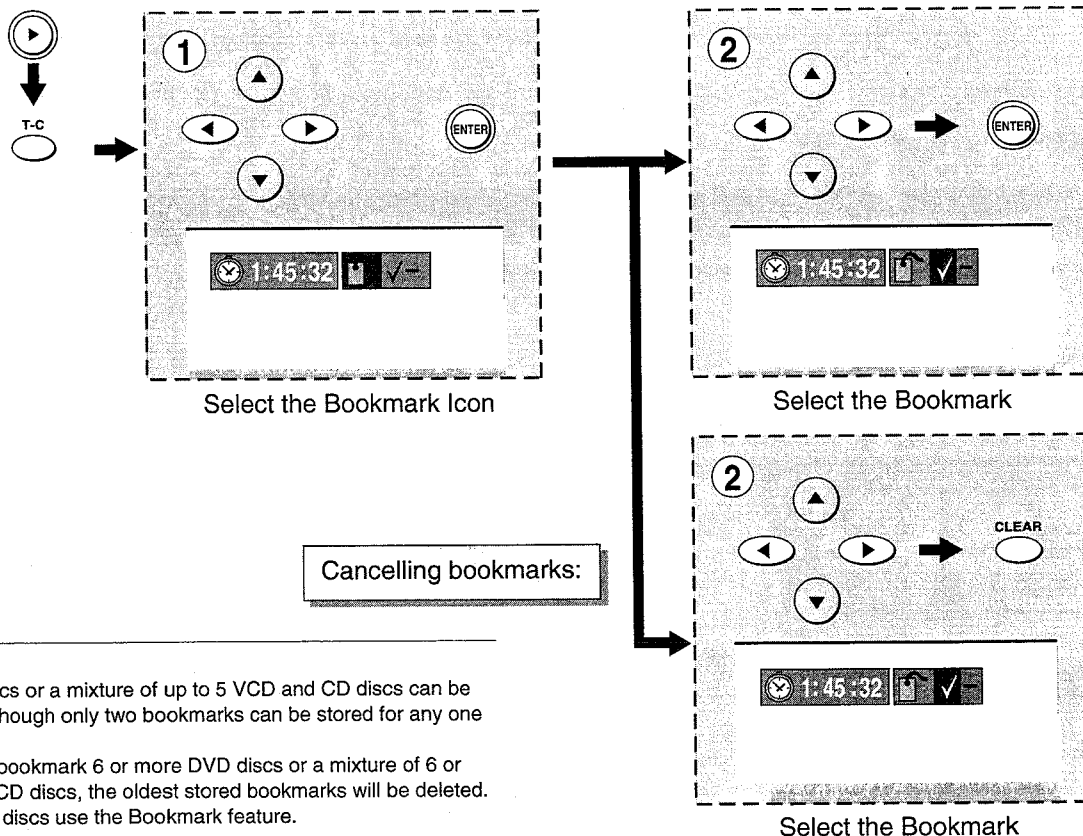 T-C
1
ENTER
1:45:32
Select the Bookmark Icon
2
ENTER
1:45:32
Select the Bookmark
Cancelling bookmarks:
2
CLEAR
1:45:32
Select the Bookmark
cs or a mixture of up to 5 VCD and CD discs can be
hough only two bookmarks can be stored for any one
bookmark 6 or more DVD discs or a mixture of 6 or
CD discs, the oldest stored bookmarks will be deleted.
discs use the Bookmark feature.